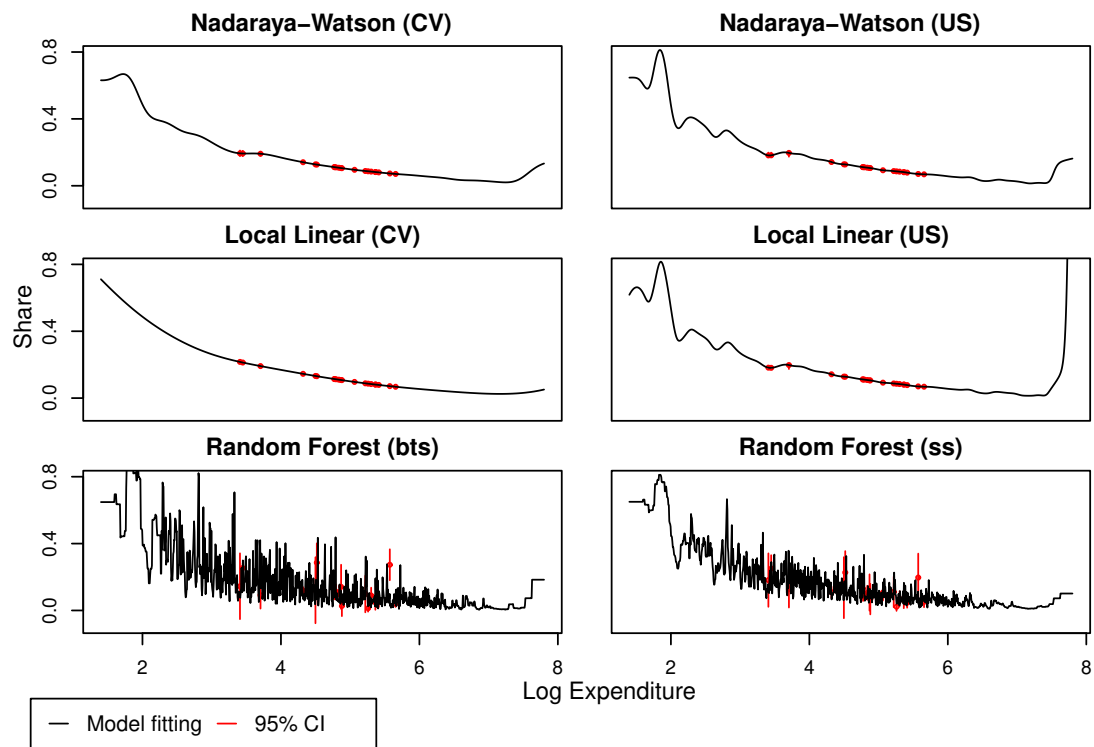 Nadaraya−Watson (CV)
Nadaraya−Watson (US)
0.8
0.4
0.0
Local Linear (CV)
Local Linear (US)
0.8
0.4
0.0
Share
Random Forest (bts)
Random Forest (ss)
0.8
0.4
0.0
2 4 6 8
2 4 6 8
Log Expenditure
Model fitting 95% CI